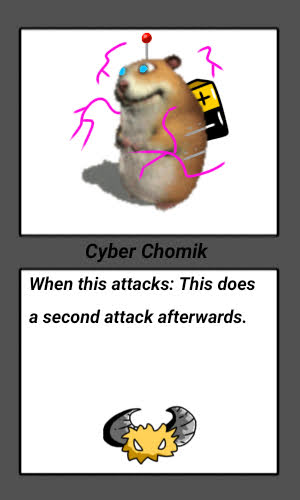 Cyber Chomik
When this attacks: This does
a second attack afterwards.